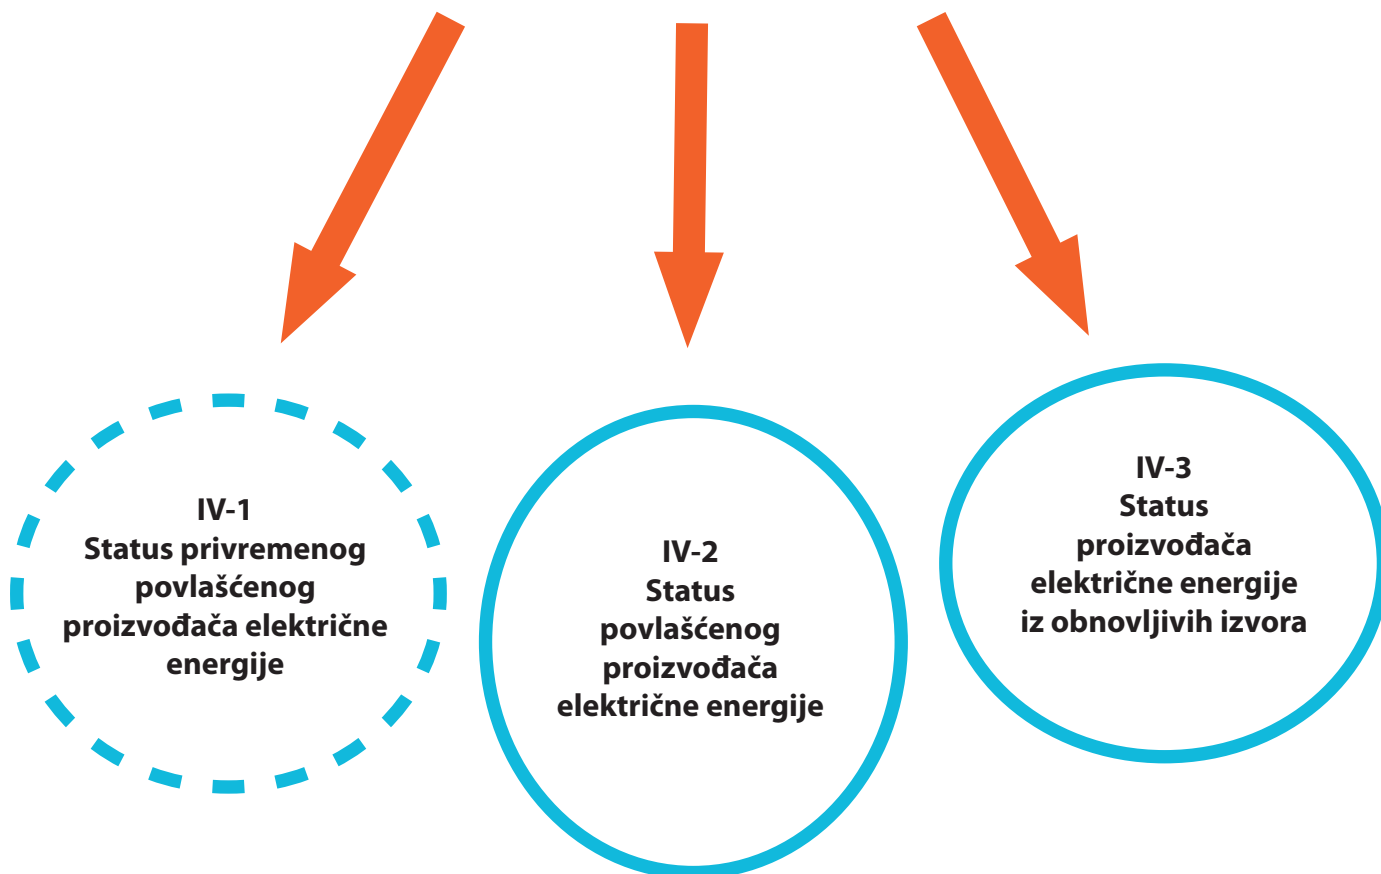 IV-1
Status privremenog
povlašćenog
proizvođača električne
energije
IV-2
Status
povlašćenog
proizvođača
električne energije
IV-3
Status
proizvođača
električne energije
iz obnovljivih izvora